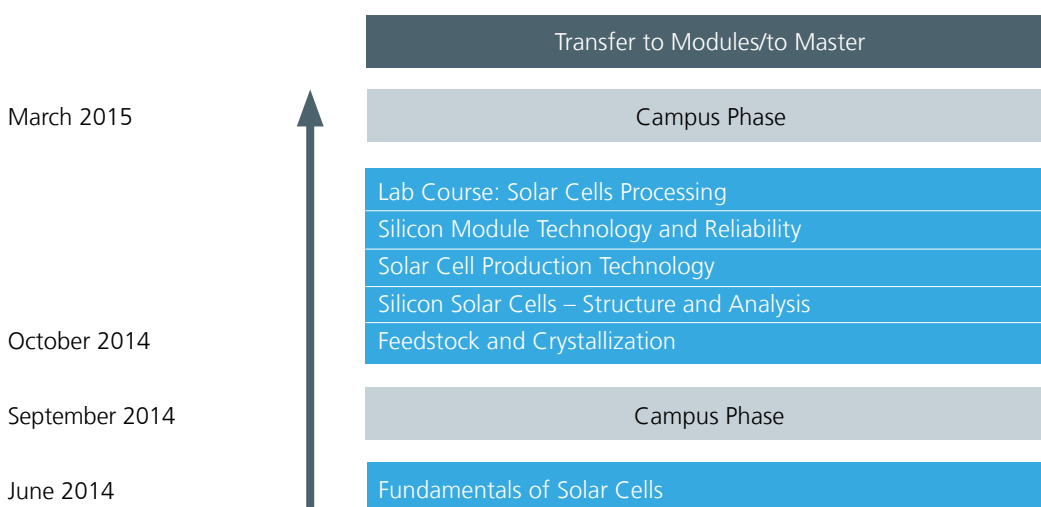 Transfer to Modules/to Master
March 2015
Campus Phase
Lab Course: Solar Cells Processing
Silicon Module Technology and Reliability
Solar Cell Production Technology
Silicon Solar Cells – Structure and Analysis
October 2014
Feedstock and Crystallization
September 2014
Campus Phase
June 2014
Fundamentals of Solar Cells